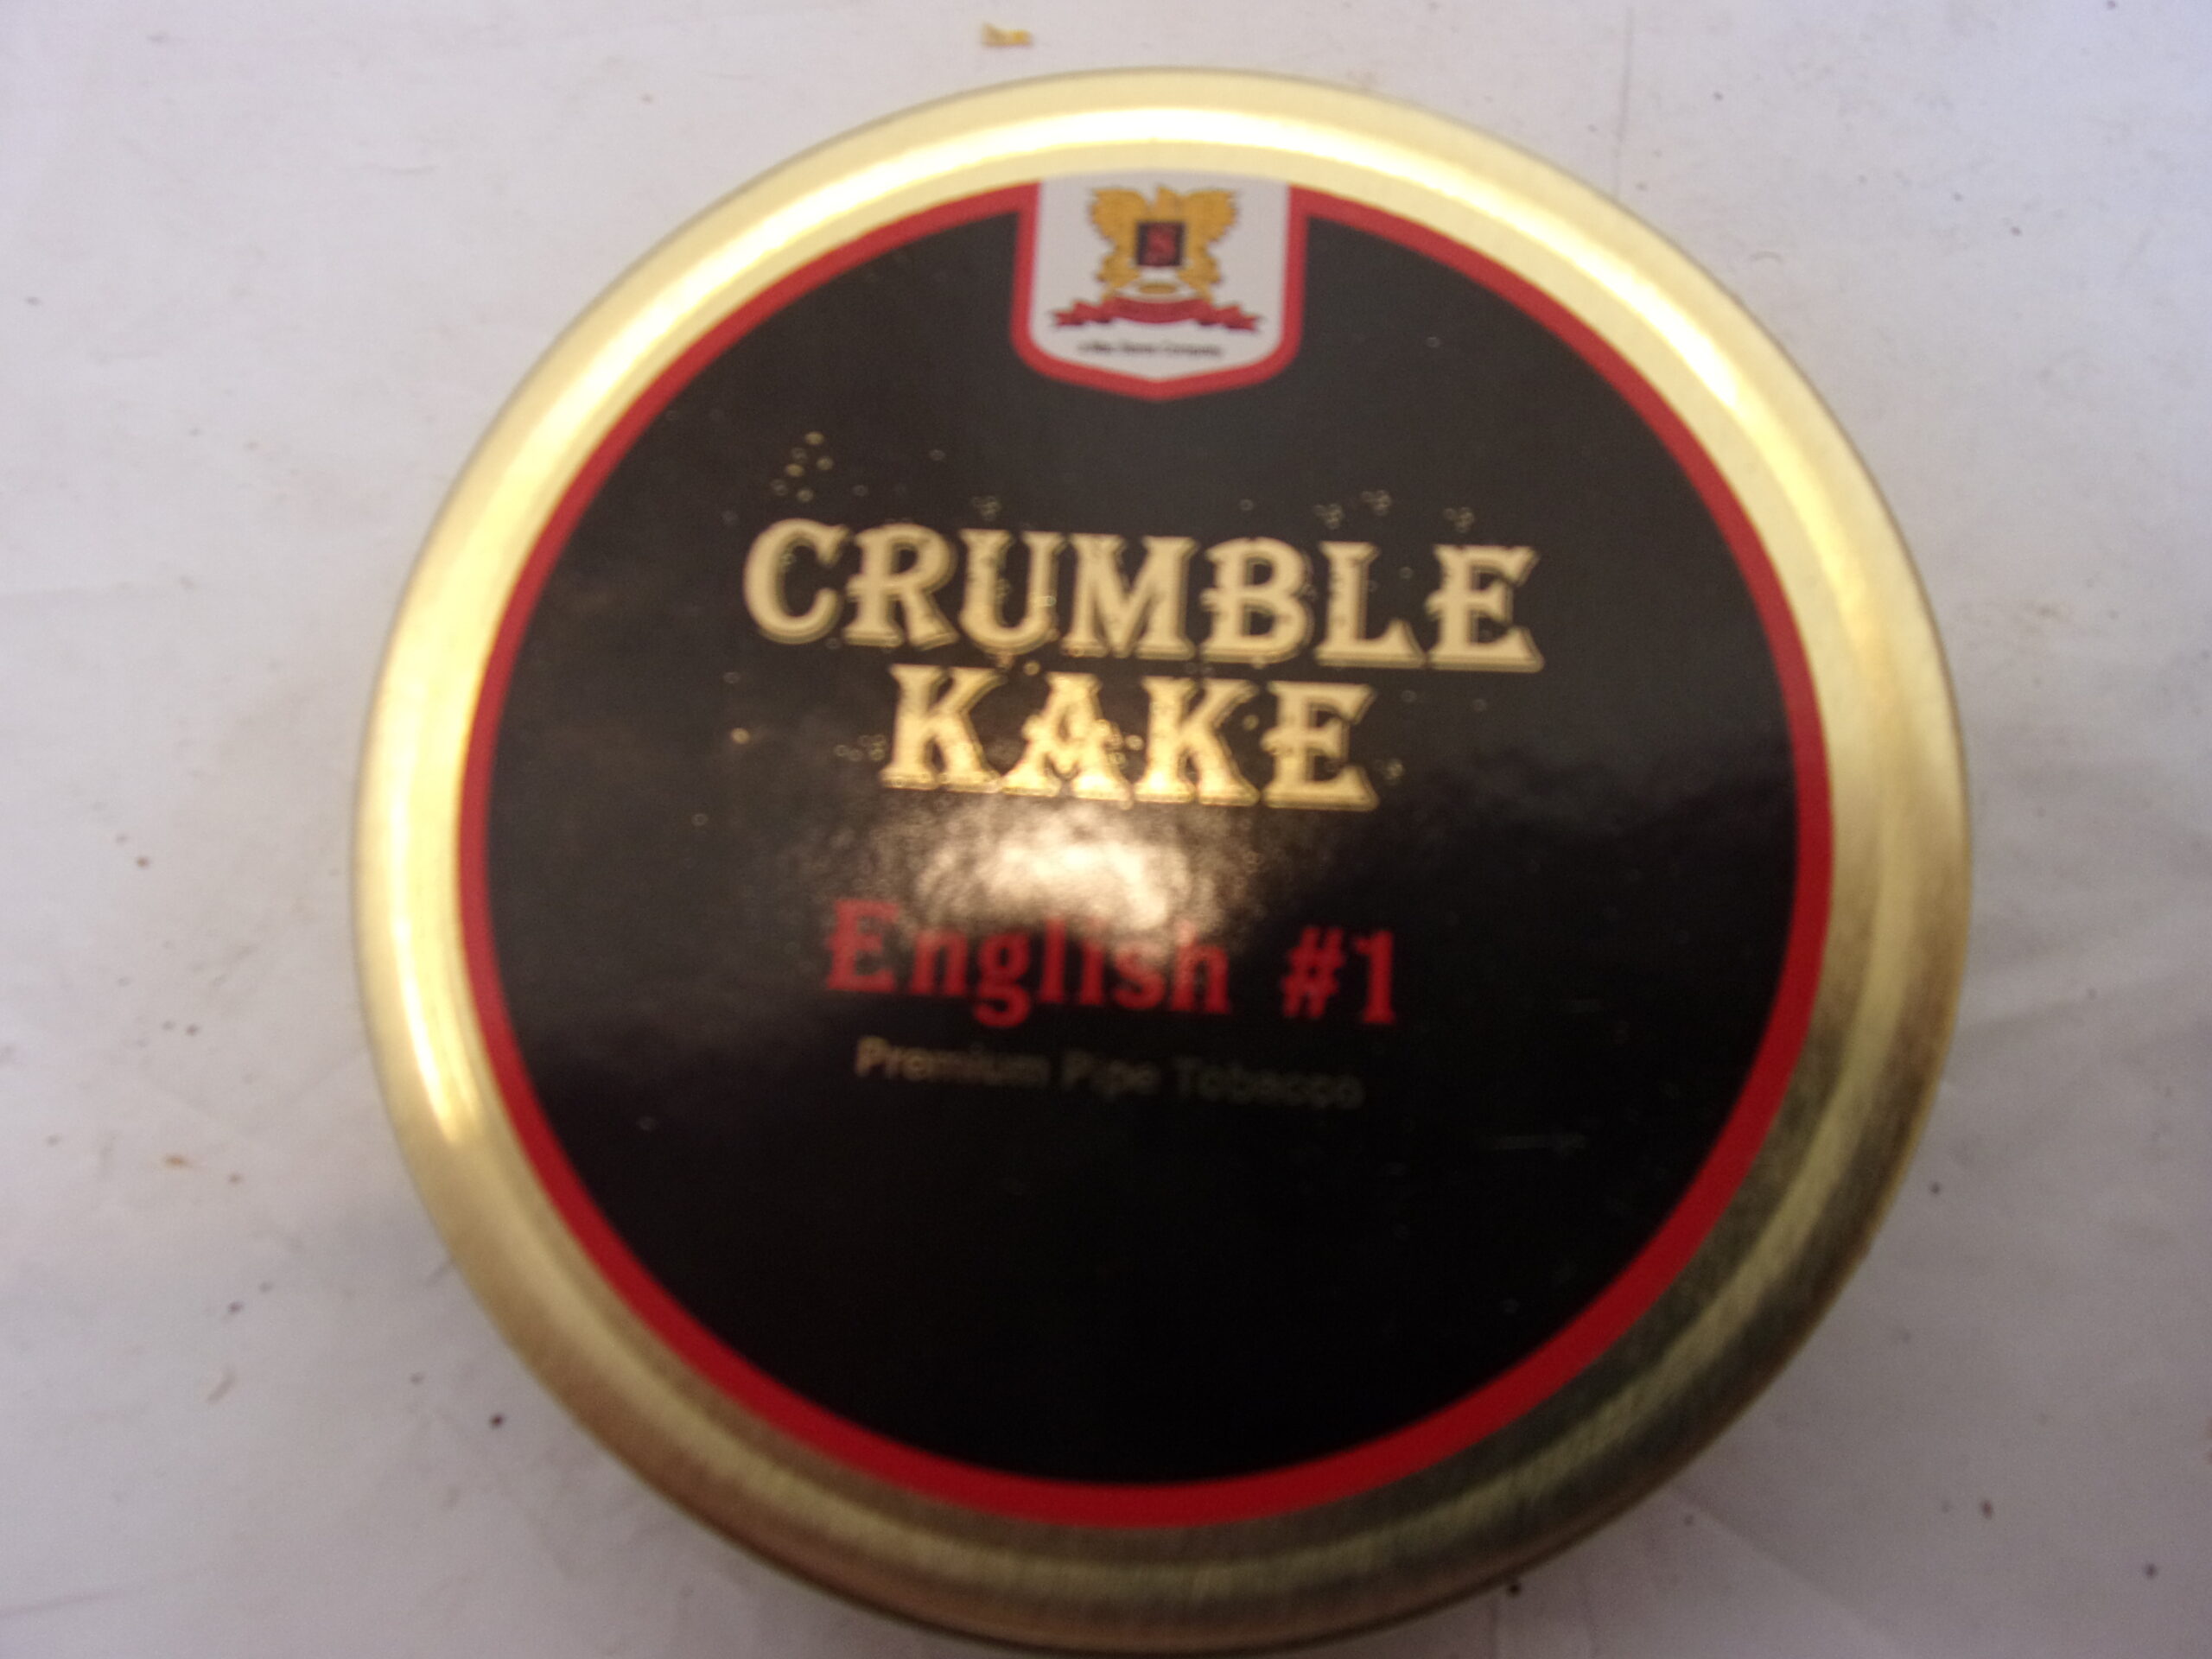 S
CRUMBLE
KAKE
English #1
Premium Pipe Tobacco